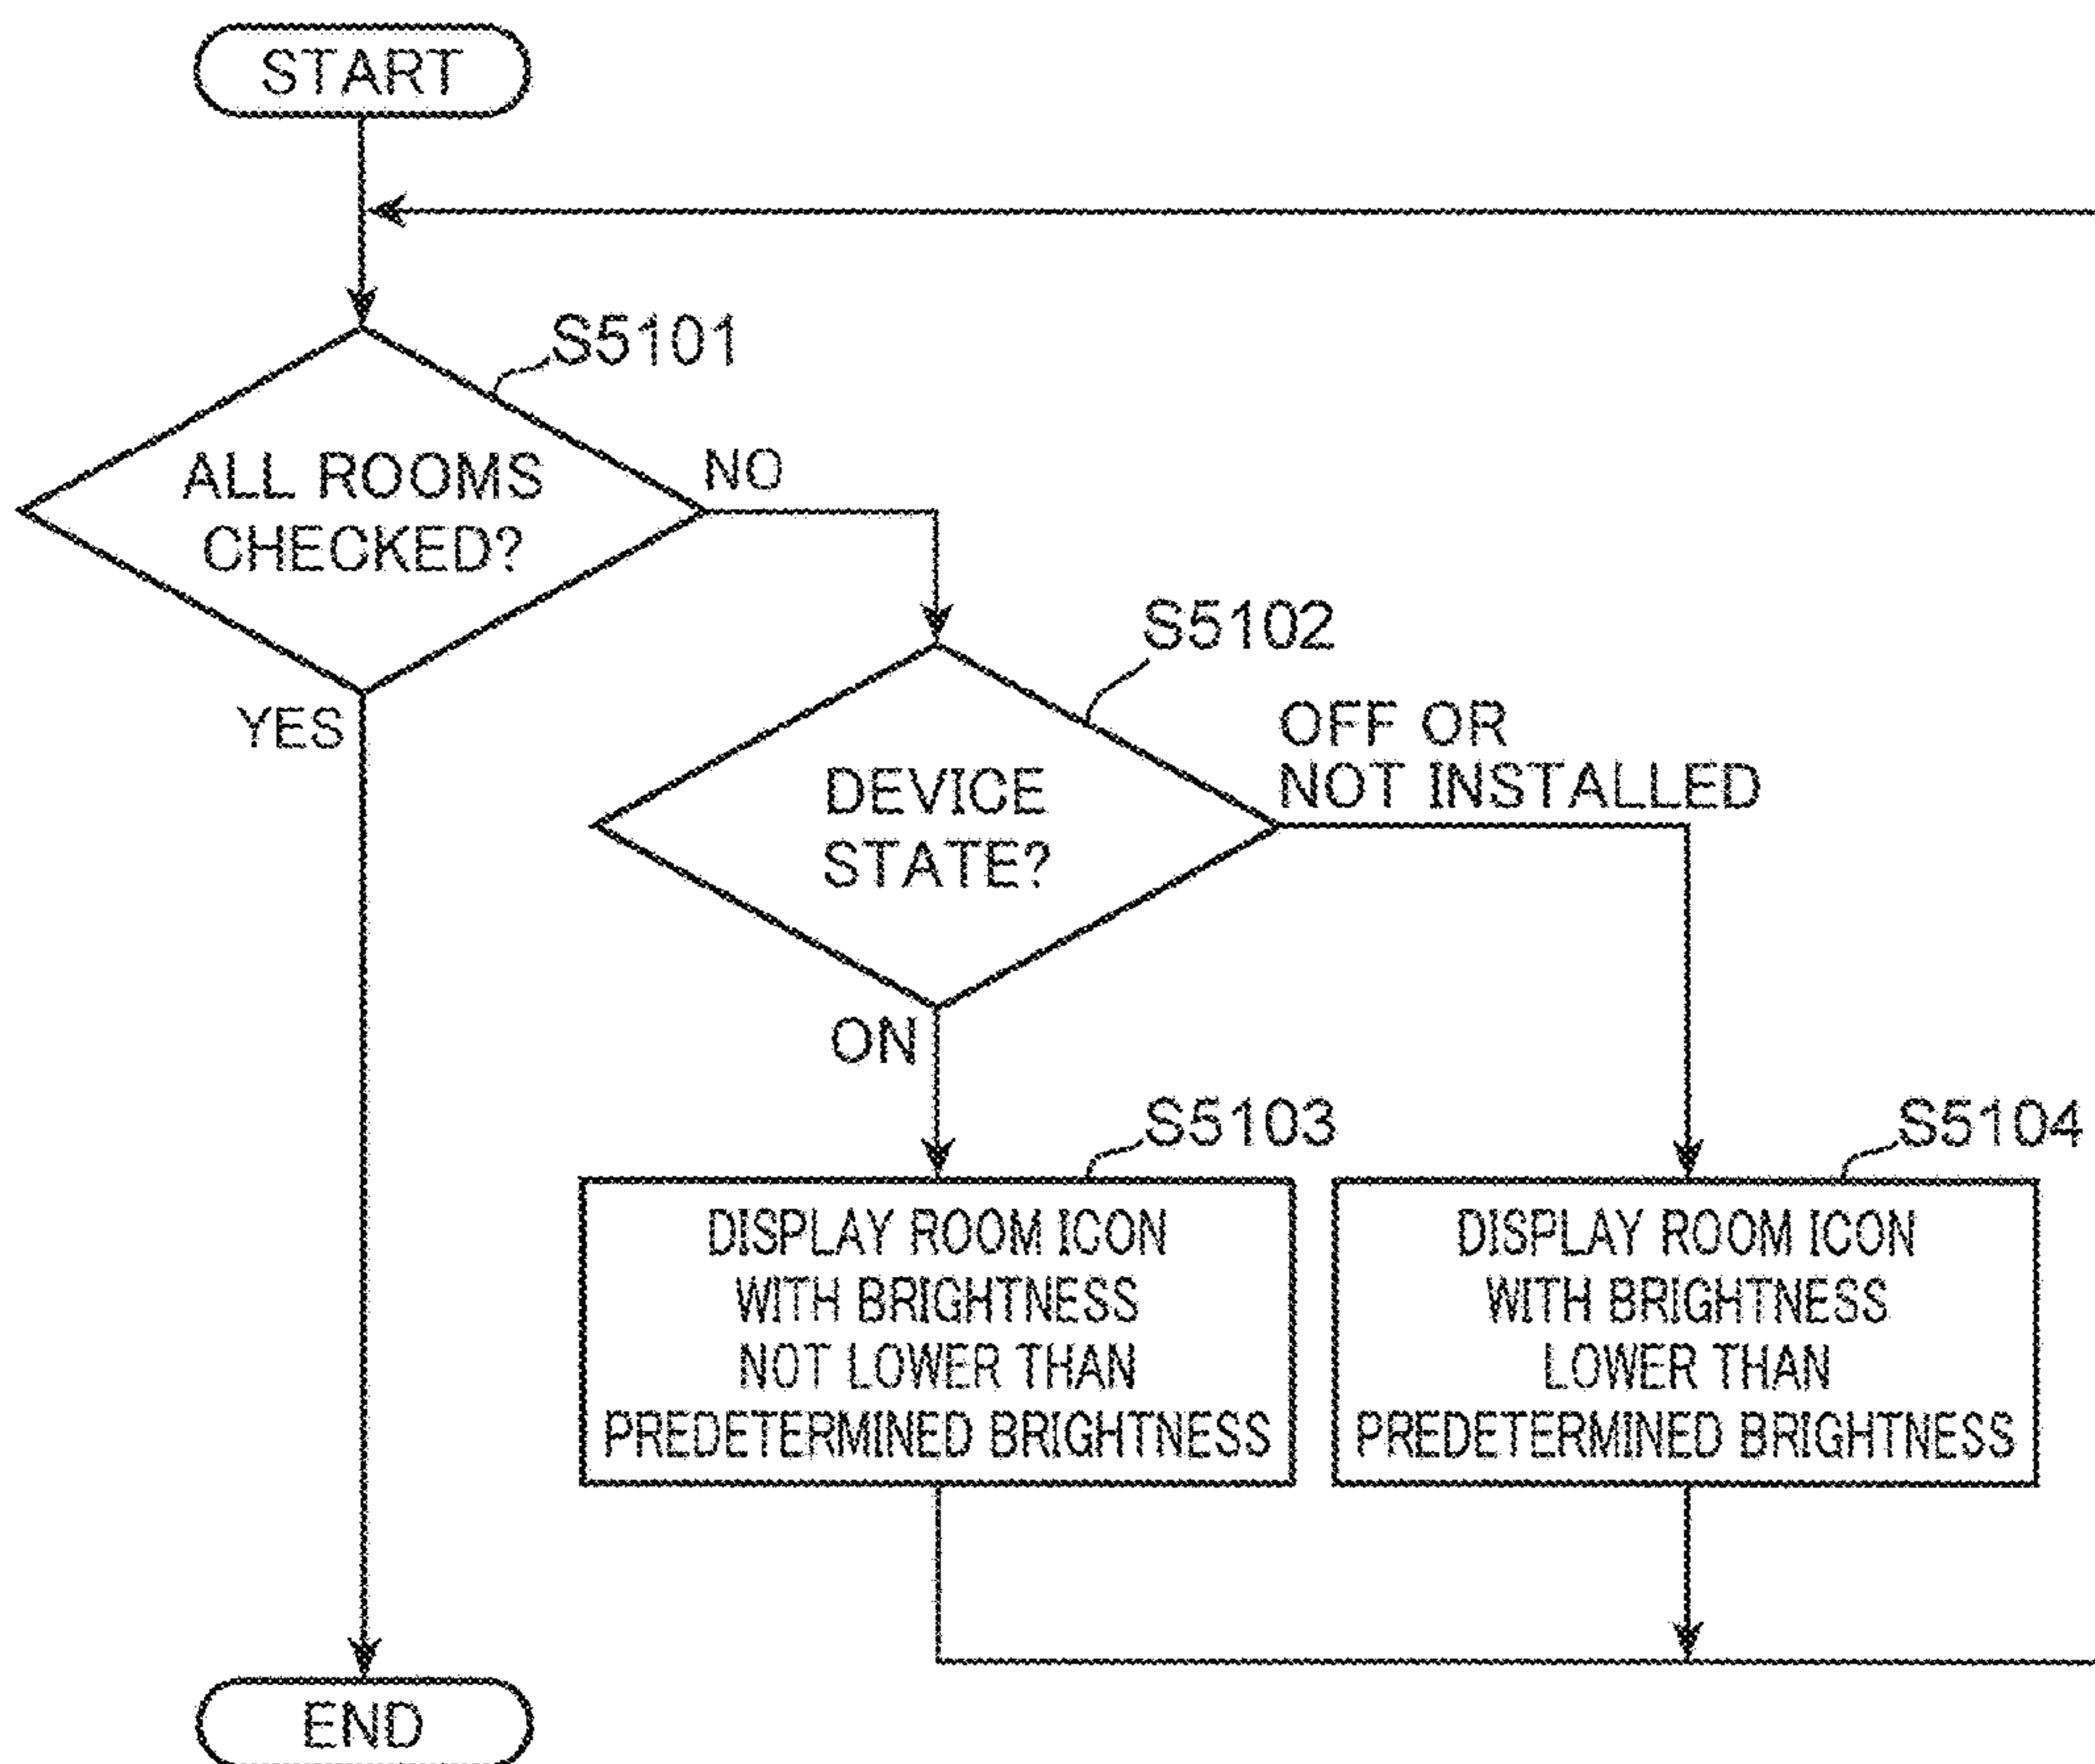 START
S5101
ALL ROOMS
CHECKED?
NO
YES
S5102
DEVICE
STATE?
OFF OR
NOT INSTALLED
ON
S5103
DISPLAY ROOM ICON
WITH BRIGHTNESS
NOT LOWER THAN
PREDETERMINED BRIGHTNESS
S5104
DISPLAY ROOM ICON
WITH BRIGHTNESS
LOWER THAN
PREDETERMINED BRIGHTNESS
END